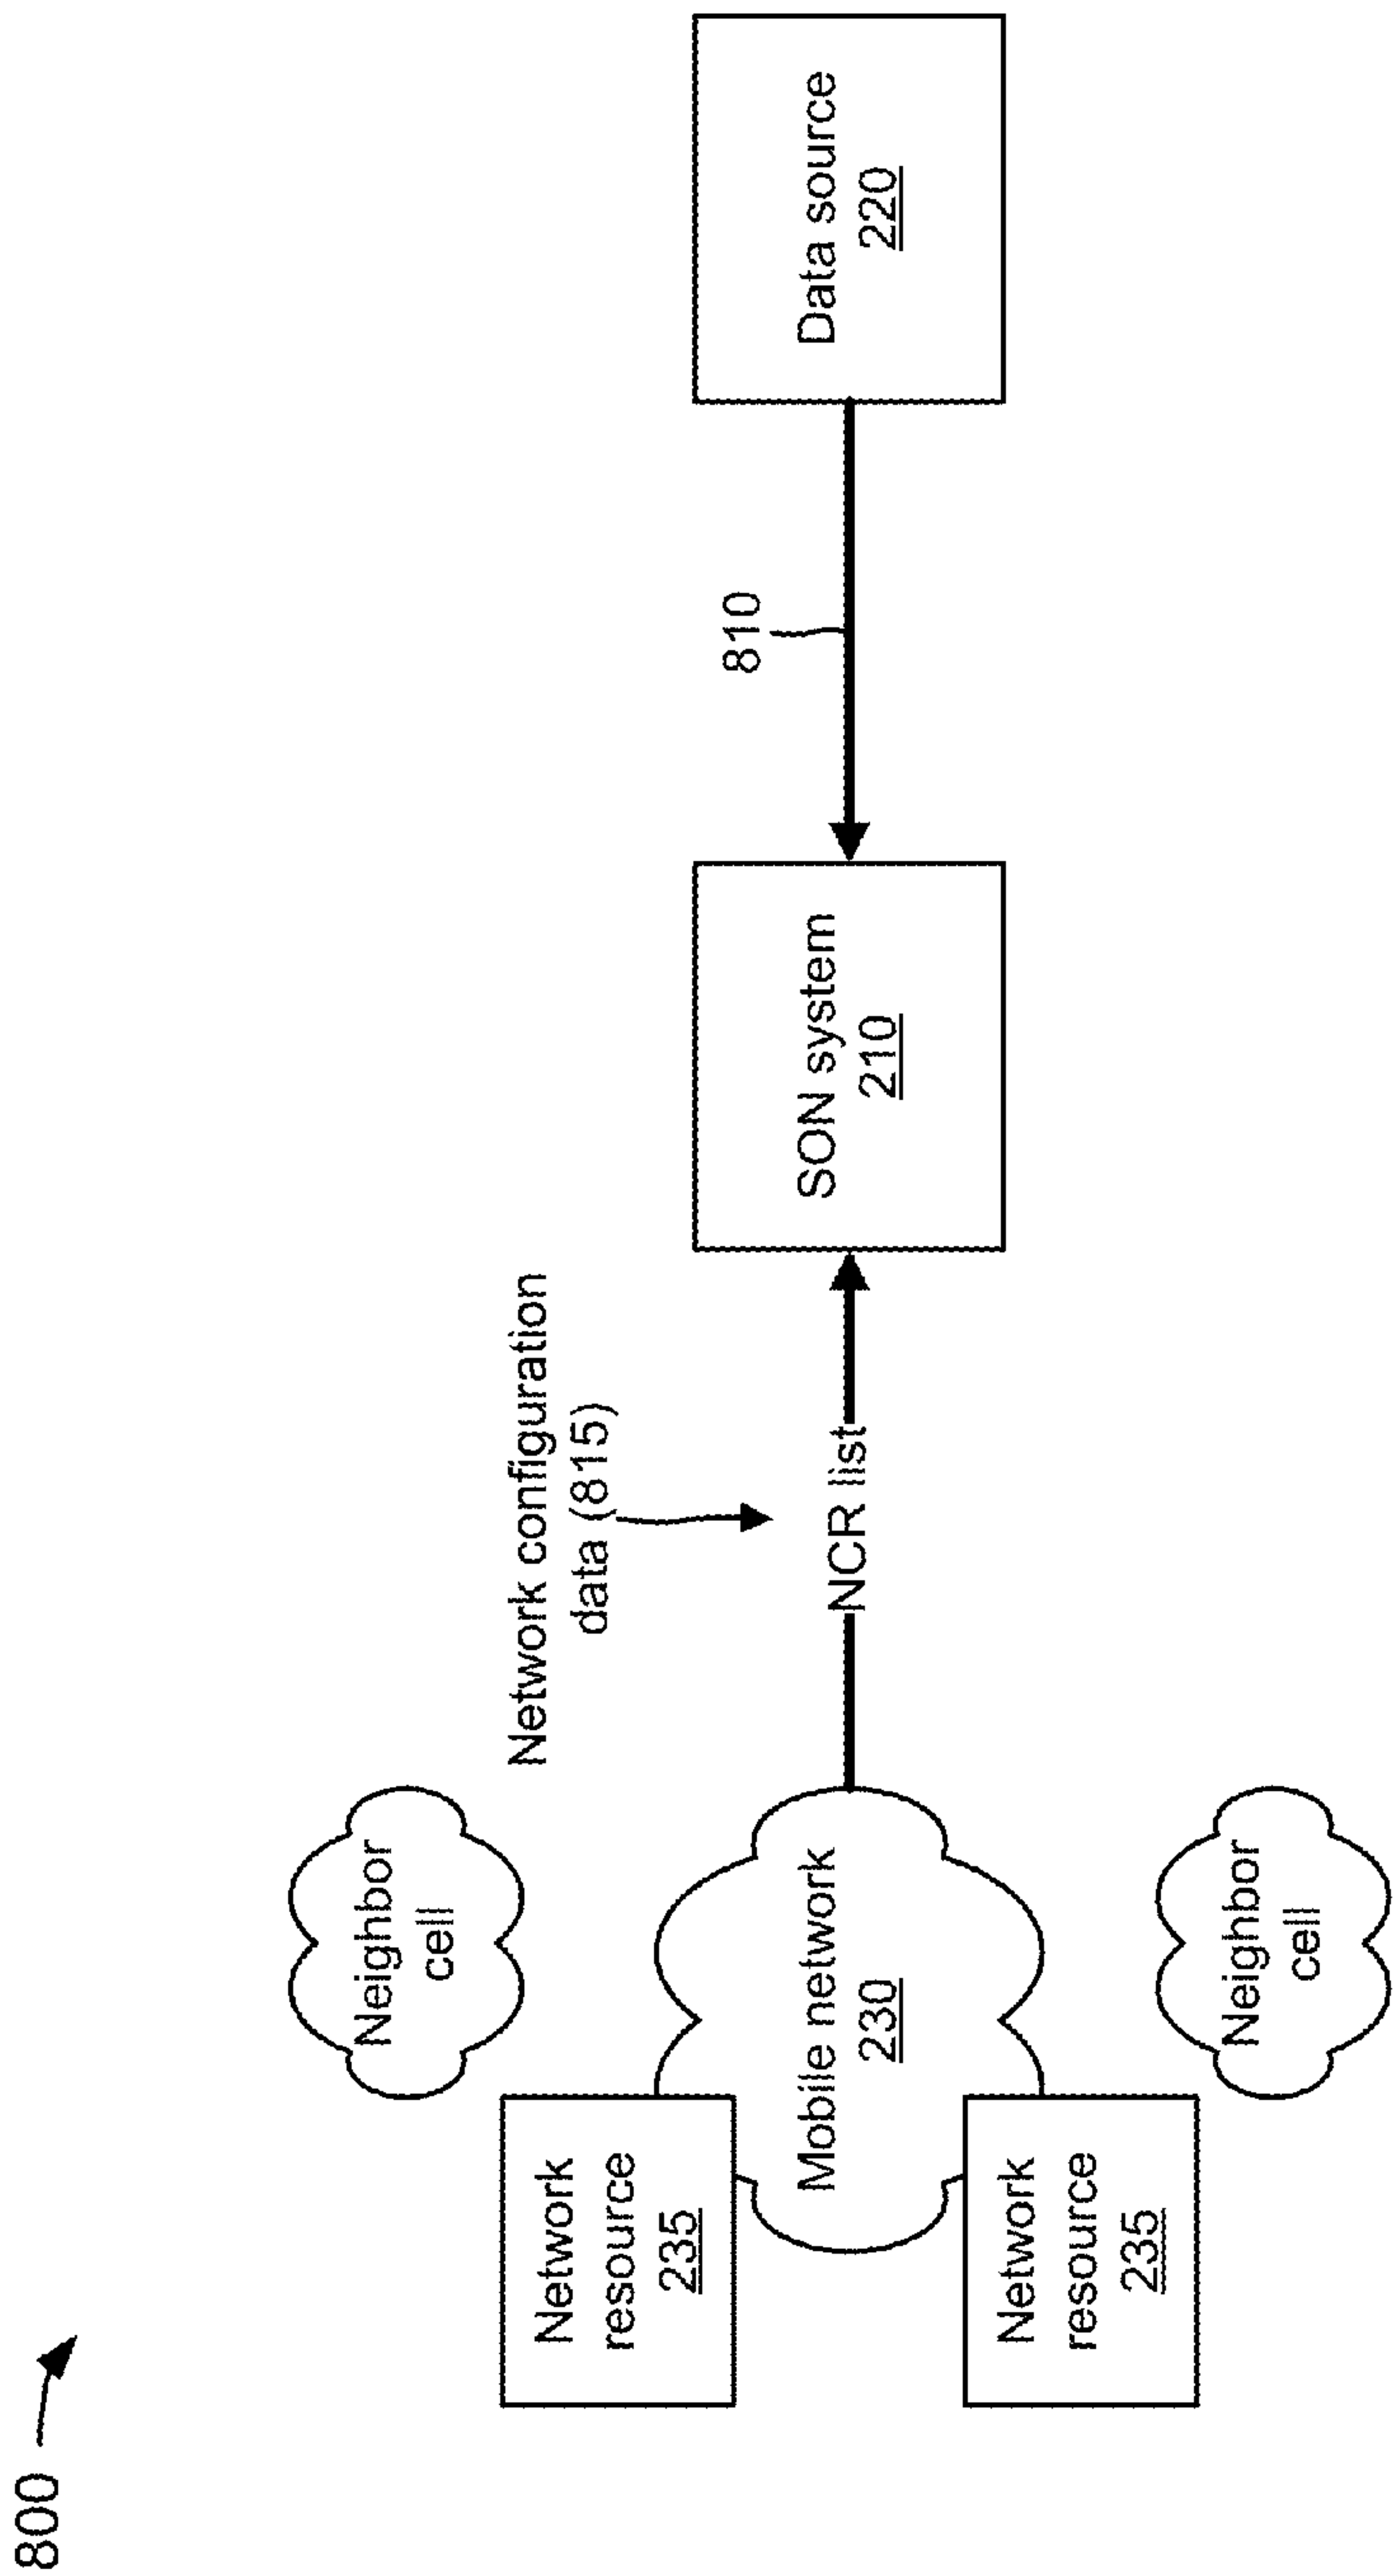 800
Network
resource
235
Network
resource
235
Neighbor
cell
Mobile network
230
Neighbor
cell
Network configuration
data (815)
NCR list
SON system
210
810
Data source
220